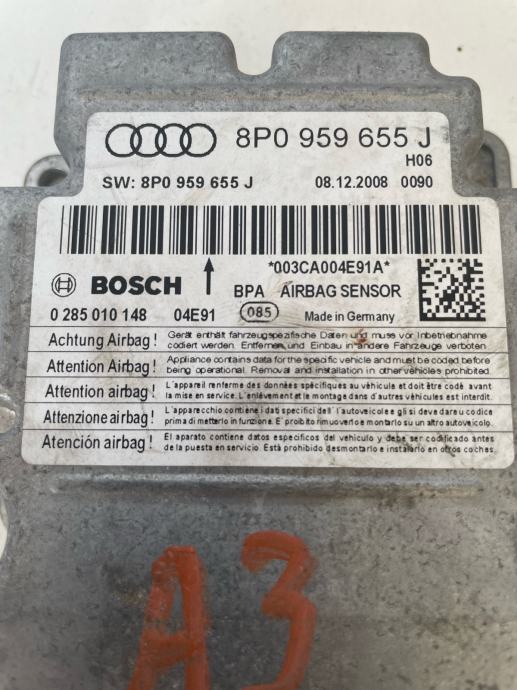 8P0 959 655 J
H06
SW: 8P0 959 655 J 08.12.2008 0090
*003CA004E91A*
BOSCH BPA AIRBAG SENSOR
0 285 010 148 04E91 085 Made in Germany
Achtung Airbag! Gerät enthält fahrzeugspezifische Daten und muss vor Inbetriebnahme
codiert werden. Entfernen und Einbau in andere Fahrzeuge verboten.
Attention Airbag! Appliance contains data for the specific vehicle and must be coded before
being operational. Removal and installation in other vehicles prohibited.
Attention airbag! L'appareil renferme des données spécifiques au véhicule et doit être codé avant
la mise en service. L'enlèvement et le montage dans d'autres véhicules est interdit.
Attenzione airbag! L'apparecchio contiene i dati specifici dell'autoveicolo e gli si deve dare u codice
prima di metterlo in funzione. E' proibito rimuoverlo e montarlo su un altro autoveicolo.
Atención airbag! El aparato contiene datos específicos del vehículo y debe ser codificado antes
de la puesta en servicio. Está prohibido desmontarlo e instalarlo en otros coches.
A3